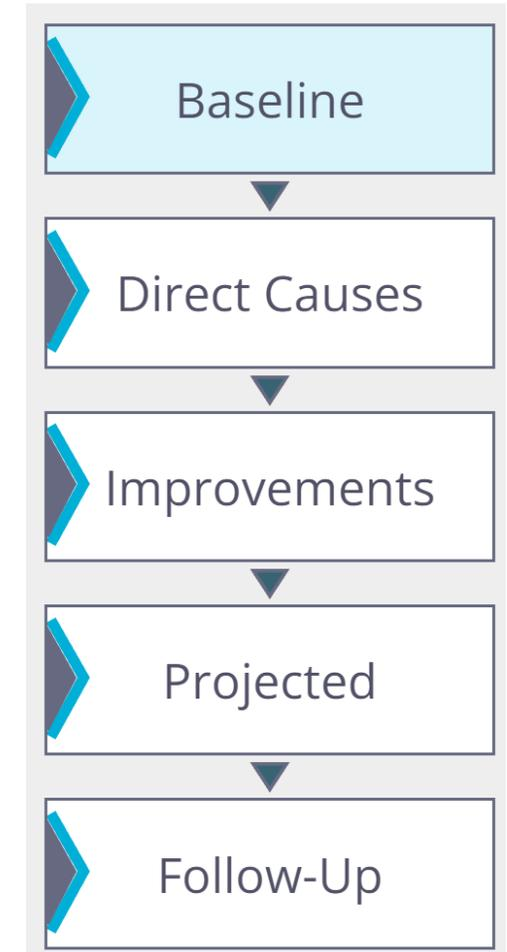 Baseline
Direct Causes
Improvements
Projected
Follow-Up